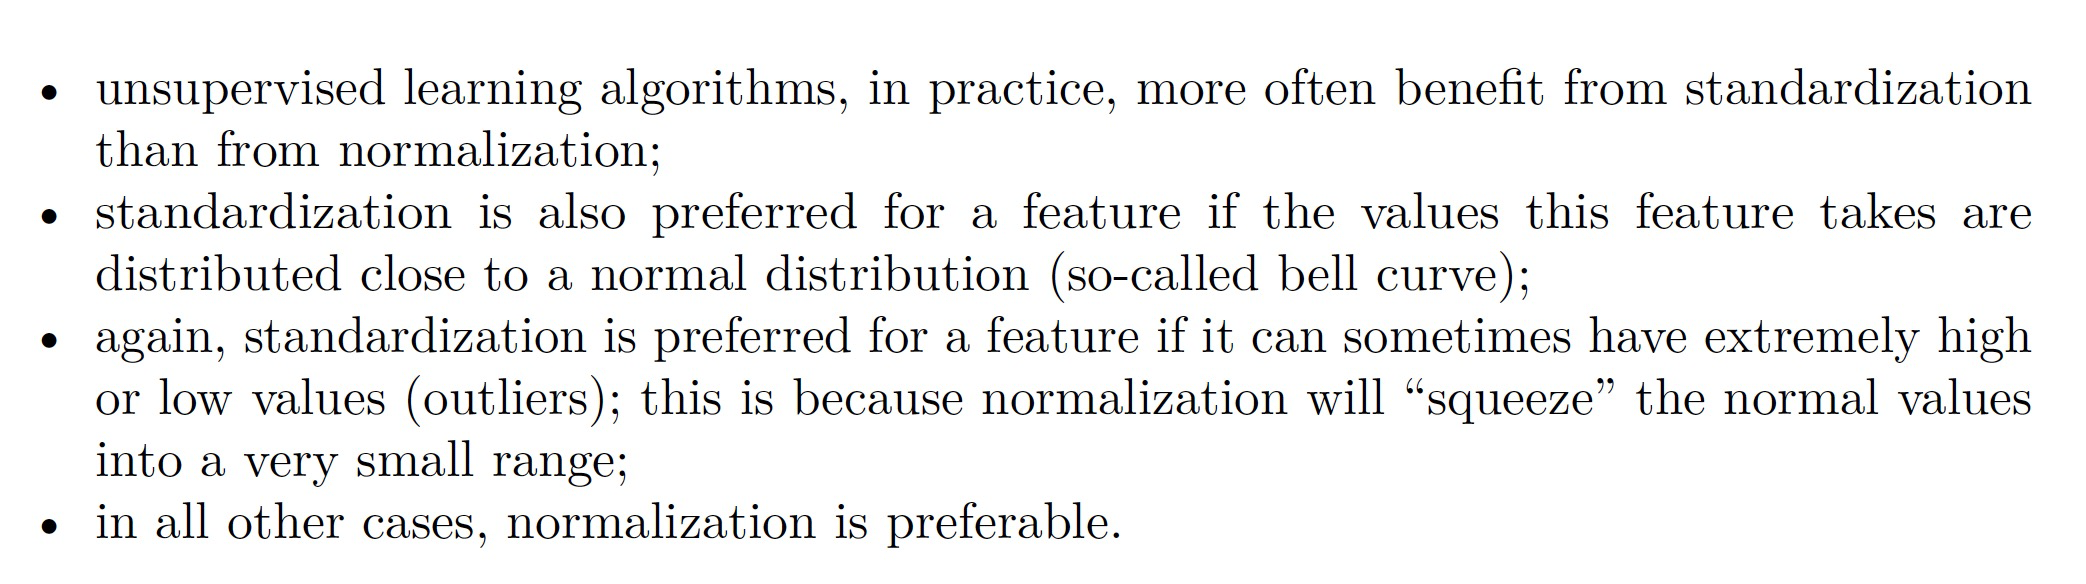 • unsupervised learning algorithms, in practice, more often benefit from standardization
than from normalization;
• standardization is also preferred for a feature if the values this feature takes are
distributed close to a normal distribution (so-called bell curve);
• again, standardization is preferred for a feature if it can sometimes have extremely high
or low values (outliers); this is because normalization will “squeeze” the normal values
into a very small range;
• in all other cases, normalization is preferable.